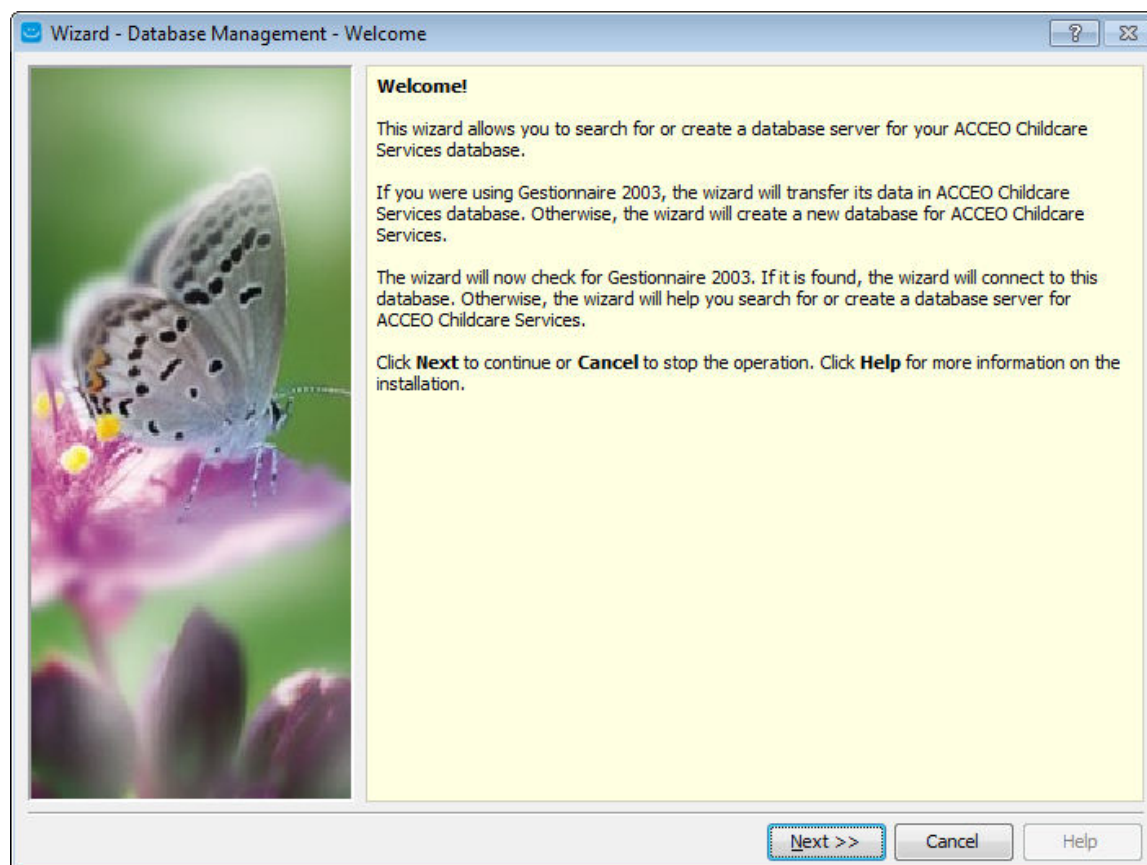 Wizard - Database Management - Welcome
Welcome!
This wizard allows you to search for or create a database server for your ACCEO Childcare
Services database.
If you were using Gestionnaire 2003, the wizard will transfer its data in ACCEO Childcare
Services database. Otherwise, the wizard will create a new database for ACCEO Childcare
Services.
The wizard will now check for Gestionnaire 2003. If it is found, the wizard will connect to this
database. Otherwise, the wizard will help you search for or create a database server for
ACCEO Childcare Services.
Click Next to continue or Cancel to stop the operation. Click Help for more information on the
installation.
Next >> Cancel Help